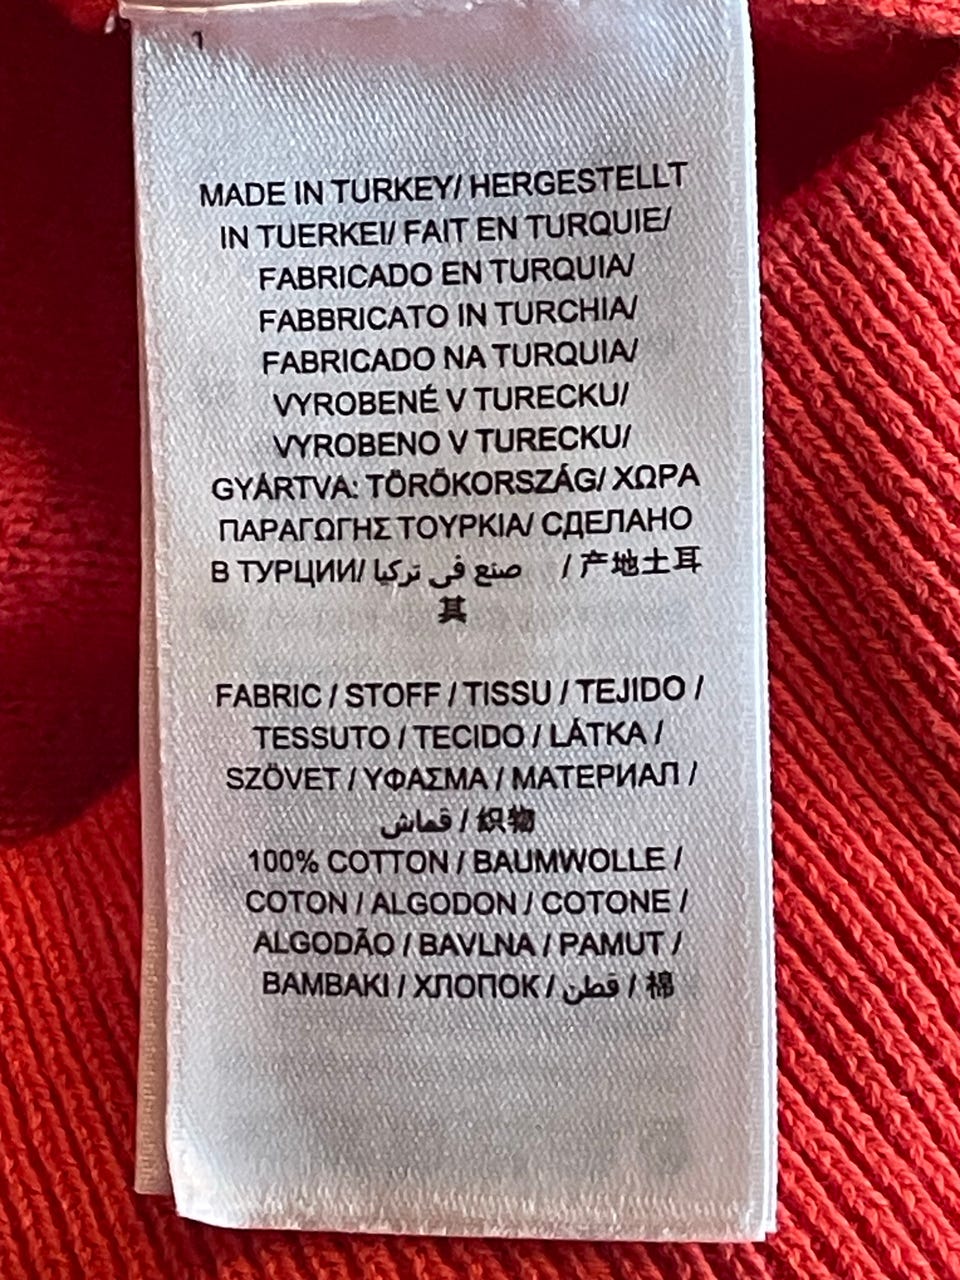 1
MADE IN TURKEY/ HERGESTELLT
IN TUERKEI/ FAIT EN TURQUIE/
FABRICADO EN TURQUIA/
FABBRICATO IN TURCHIA/
FABRICADO NA TURQUIA/
VYROBENÉ V TURECKU/
VYROBENO V TURECKU/
GYÁRTVA: TÖRÖKORSZÁG/ ΧΩΡΑ
ΠΑΡΑΓΩΓΗΣ ΤΟΥΡΚΙΑ/ СДЕЛАНО
В ТУРЦИИ/ صنع في تركيا / 产地土耳
其
FABRIC / STOFF / TISSU / TEJIDO /
TESSUTO / TECIDO / LÁTKA /
SZÖVET / ΥΦΑΣΜΑ / МАТЕРИАЛ /
قماش / 织物
100% COTTON / BAUMWOLLE /
COTON / ALGODON / COTONE /
ALGODÃO / BAVLNA / PAMUT /
BAMBAKI / ХЛОПОК / قطن / 棉